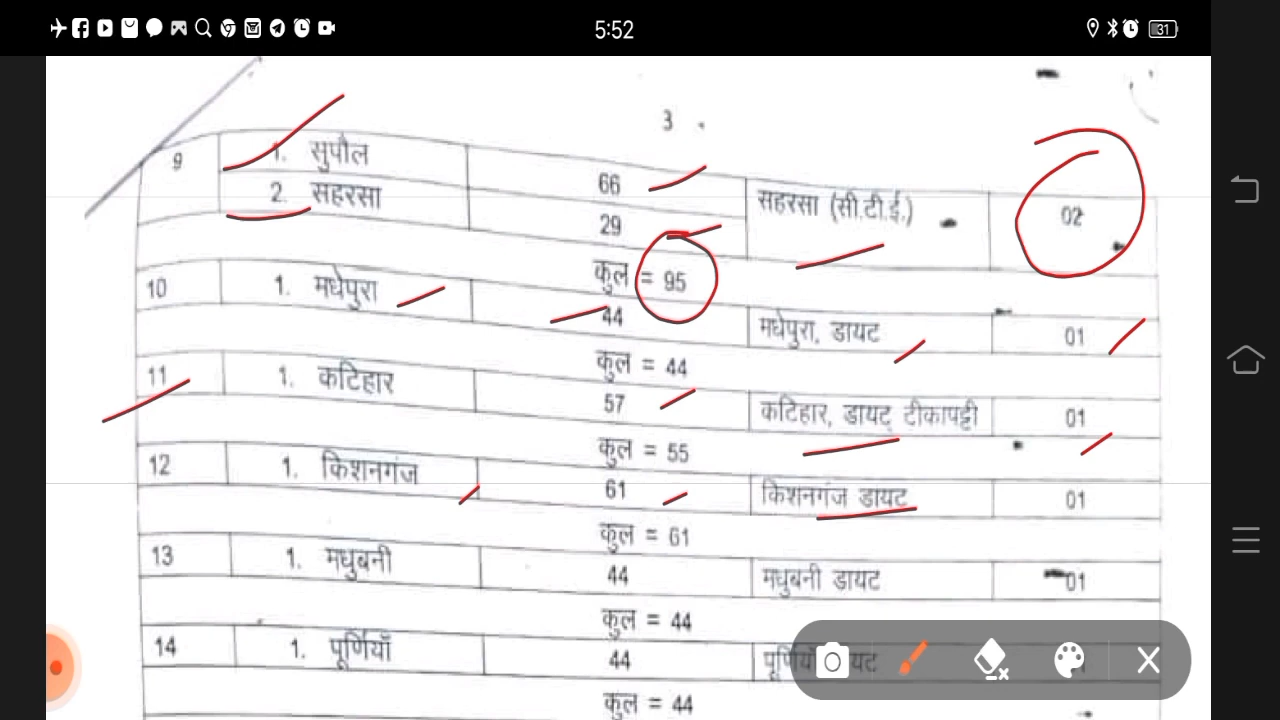 5:52
31
3
9 1. सुपौल 66 सहरसा (सी.टी.ई.) 02
2. सहरसा 29
कुल = 95
10 1. मधेपुरा 44 मधेपुरा, डायट 01
कुल = 44
11 1. कटिहार 57 कटिहार, डायट् टीकापट्टी 01
कुल = 55
12 1. किशनगंज 61 किशनगंज डायट 01
कुल = 61
13 1. मधुबनी 44 मधुबनी डायट 01
कुल = 44
14 1. पूर्णियाँ 44
कुल = 44